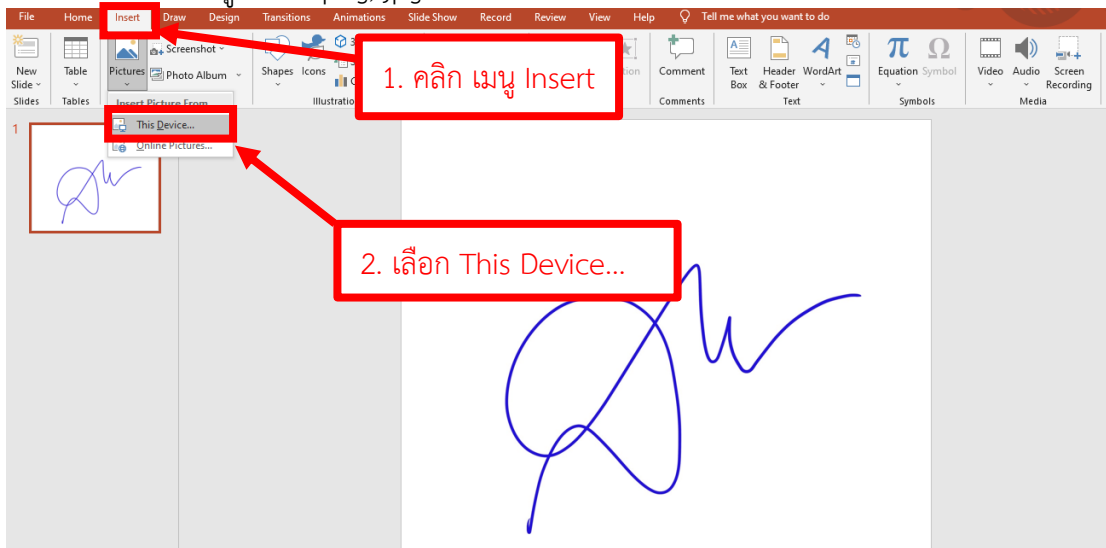 File Home Insert Draw Design Transitions Animations Slide Show Record Review View Help Tell me what you want to do
New Slide
Table
Pictures
Screenshot
Photo Album
Shapes
Icons
Comment
Text Box
Header & Footer
WordArt
Equation
Symbol
Video
Audio
Screen Recording
Slides Tables Comments Text Symbols Media
Insert Picture From
This Device...
Online Pictures...
1. คลิก เมนู Insert
2. เลือก This Device...
1